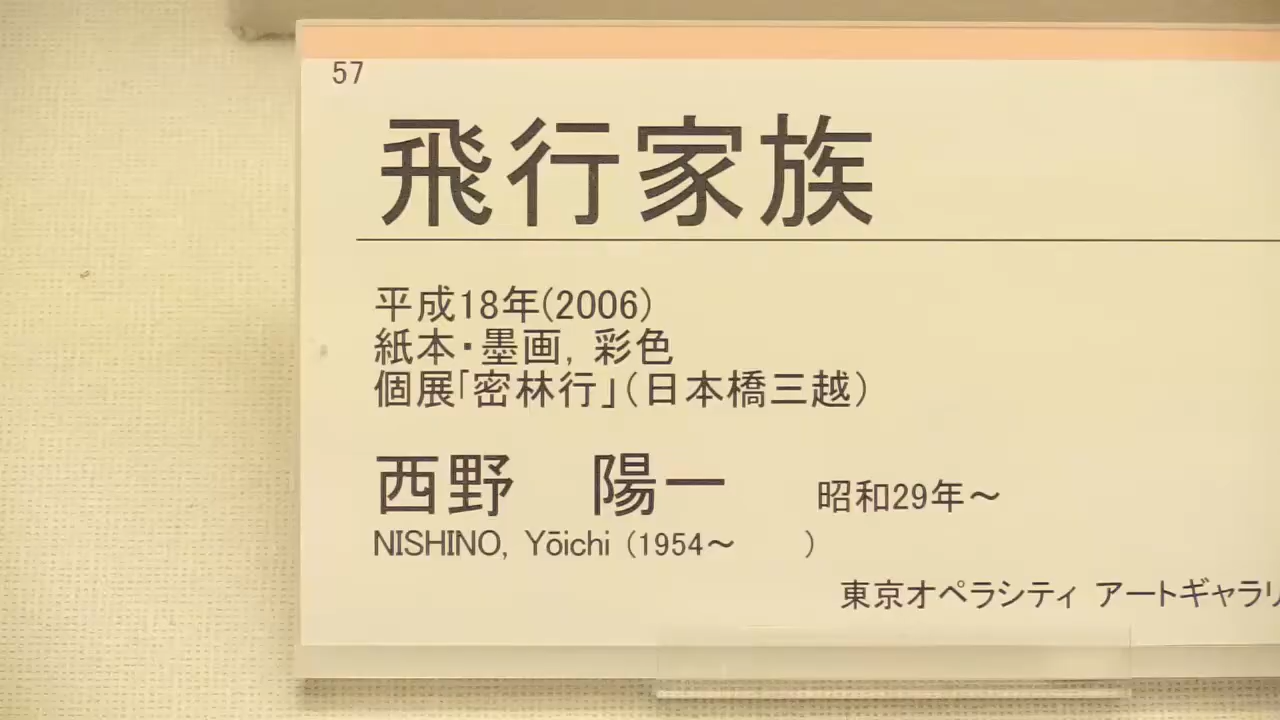 57
飛行家族
平成18年(2006)
紙本・墨画, 彩色
個展「密林行」(日本橋三越)
西野　陽一　昭和29年～
NISHINO, Yōichi (1954～　　)
東京オペラシティ アートギャラリ